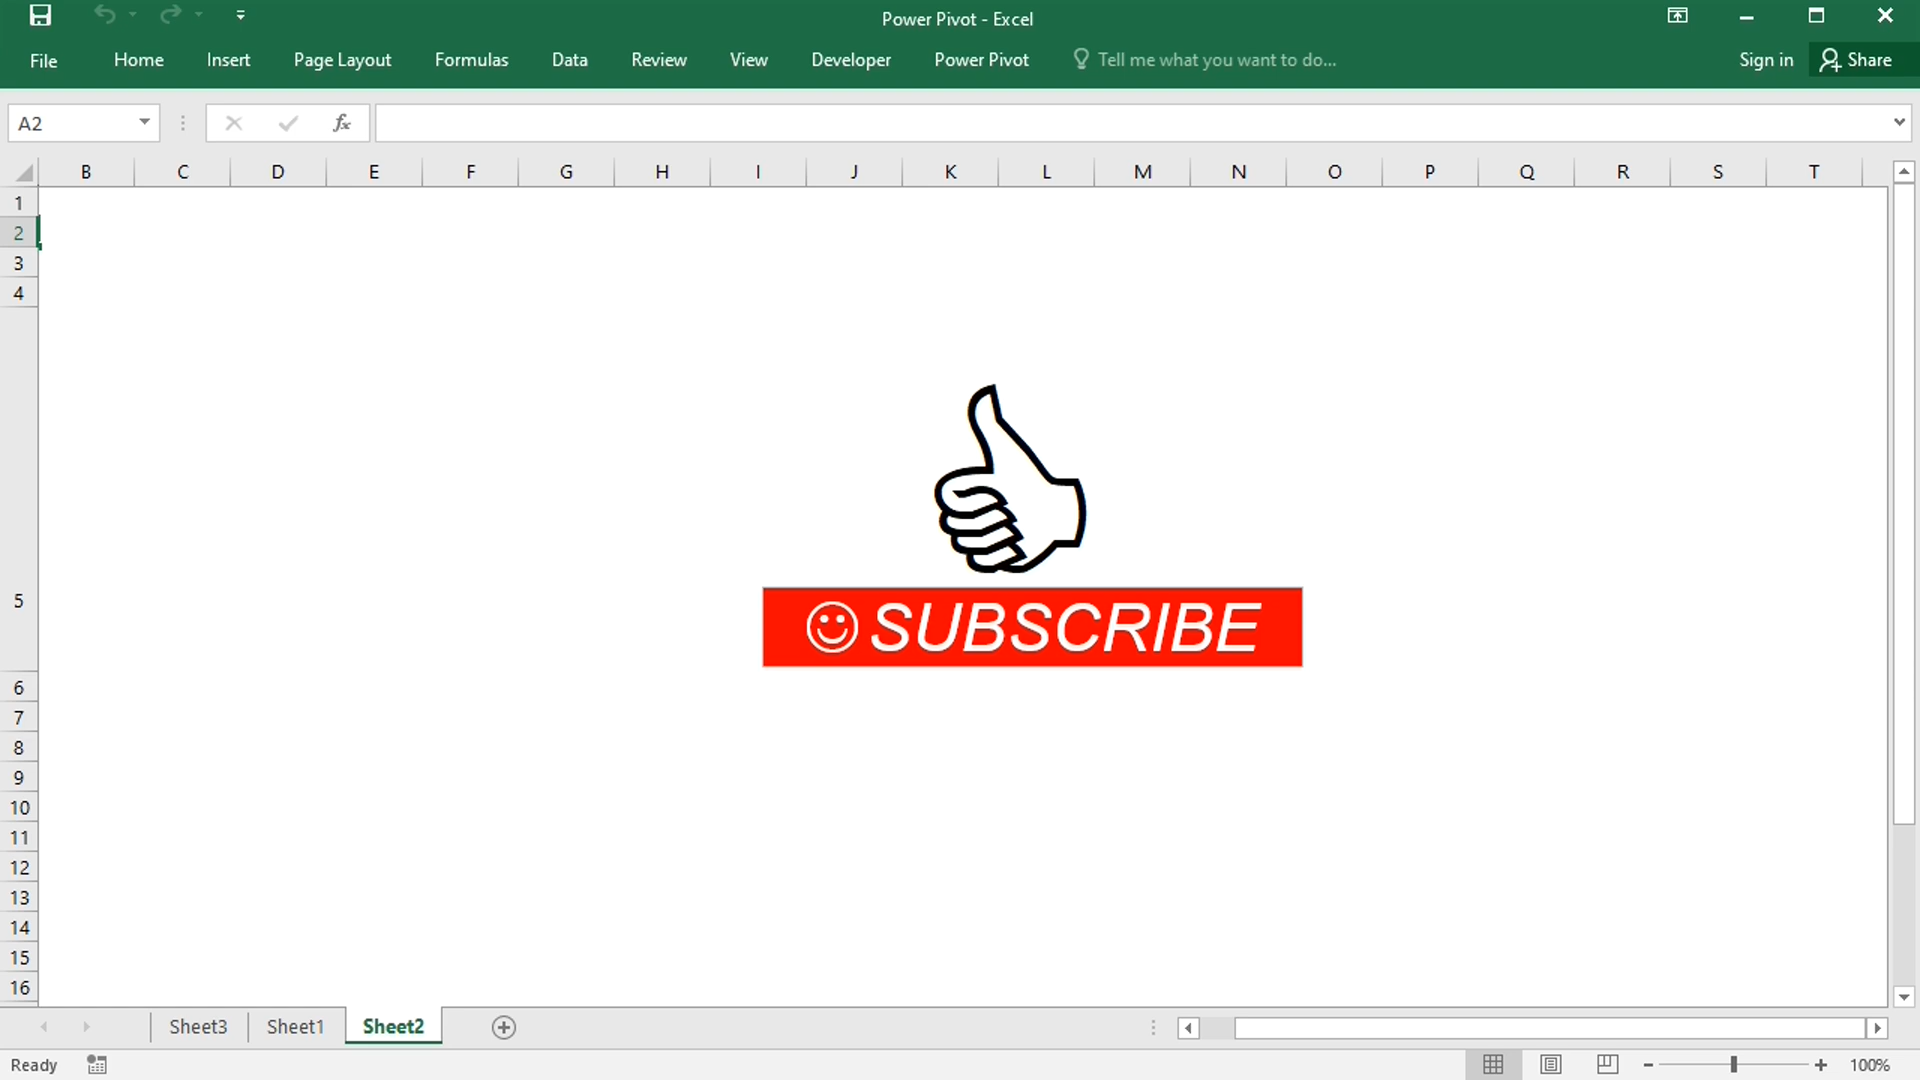 Power Pivot - Excel
File Home Insert Page Layout Formulas Data Review View Developer Power Pivot Tell me what you want to do... Sign in Share
A2 fx
B C D E F G H I J K L M N O P Q R S T
1
2
3
4
5
SUBSCRIBE
6
7
8
9
10
11
12
13
14
15
16
Sheet3 Sheet1 Sheet2
Ready 100%